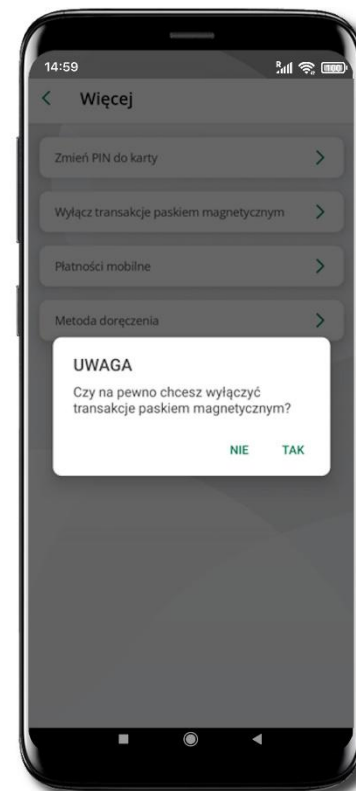 14:59
R
100
Więcej
Zmień PIN do karty
Wyłącz transakcje paskiem magnetycznym
Płatności mobilne
Metoda doręczenia
UWAGA
Czy na pewno chcesz wyłączyć
transakcje paskiem magnetycznym?
NIE TAK